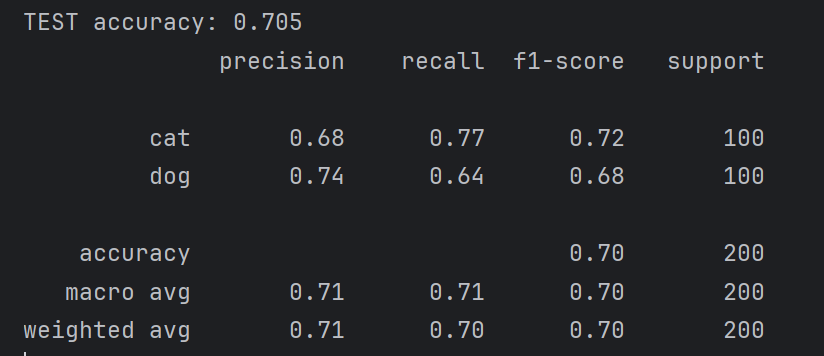 TEST accuracy: 0.705
precision recall f1-score support
cat 0.68 0.77 0.72 100
dog 0.74 0.64 0.68 100
accuracy 0.70 200
macro avg 0.71 0.71 0.70 200
weighted avg 0.71 0.70 0.70 200